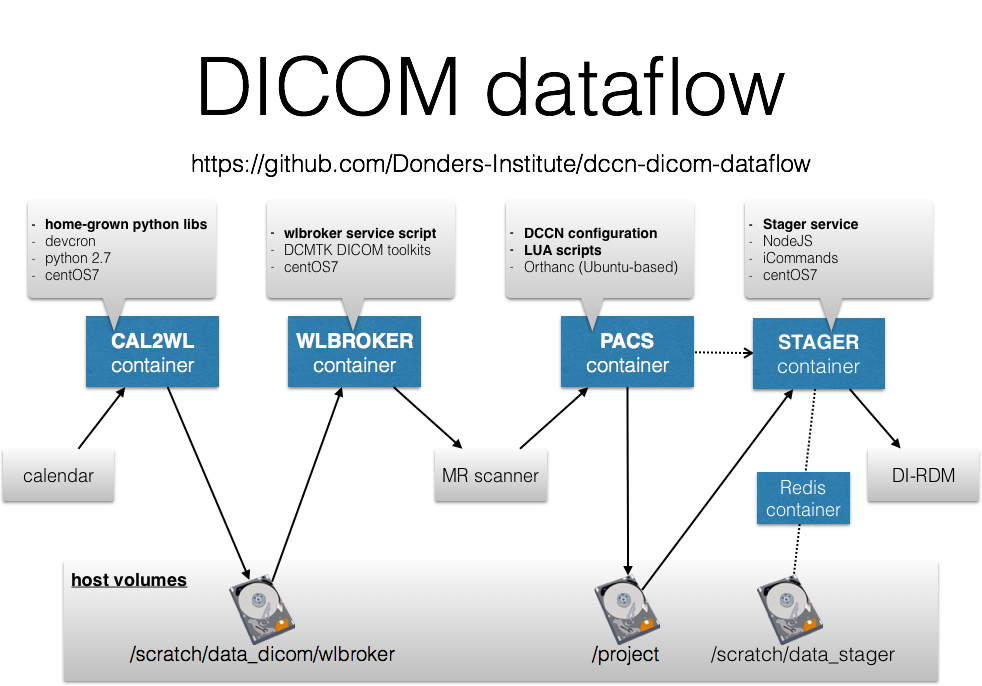 DICOM dataflow
https://github.com/Donders-Institute/dccn-dicom-dataflow
- home-grown python libs
- devcron
- python 2.7
- centOS7
- wlbroker service script
- DCMTK DICOM toolkits
- centOS7
- DCCN configuration
- LUA scripts
- Orthanc (Ubuntu-based)
- Stager service
- NodeJS
- iCommands
- centOS7
CAL2WL
container
WLBROKER
container
PACS
container
STAGER
container
calendar
MR scanner
Redis
container
DI-RDM
host volumes
/scratch/data_dicom/wlbroker
/project
/scratch/data_stager